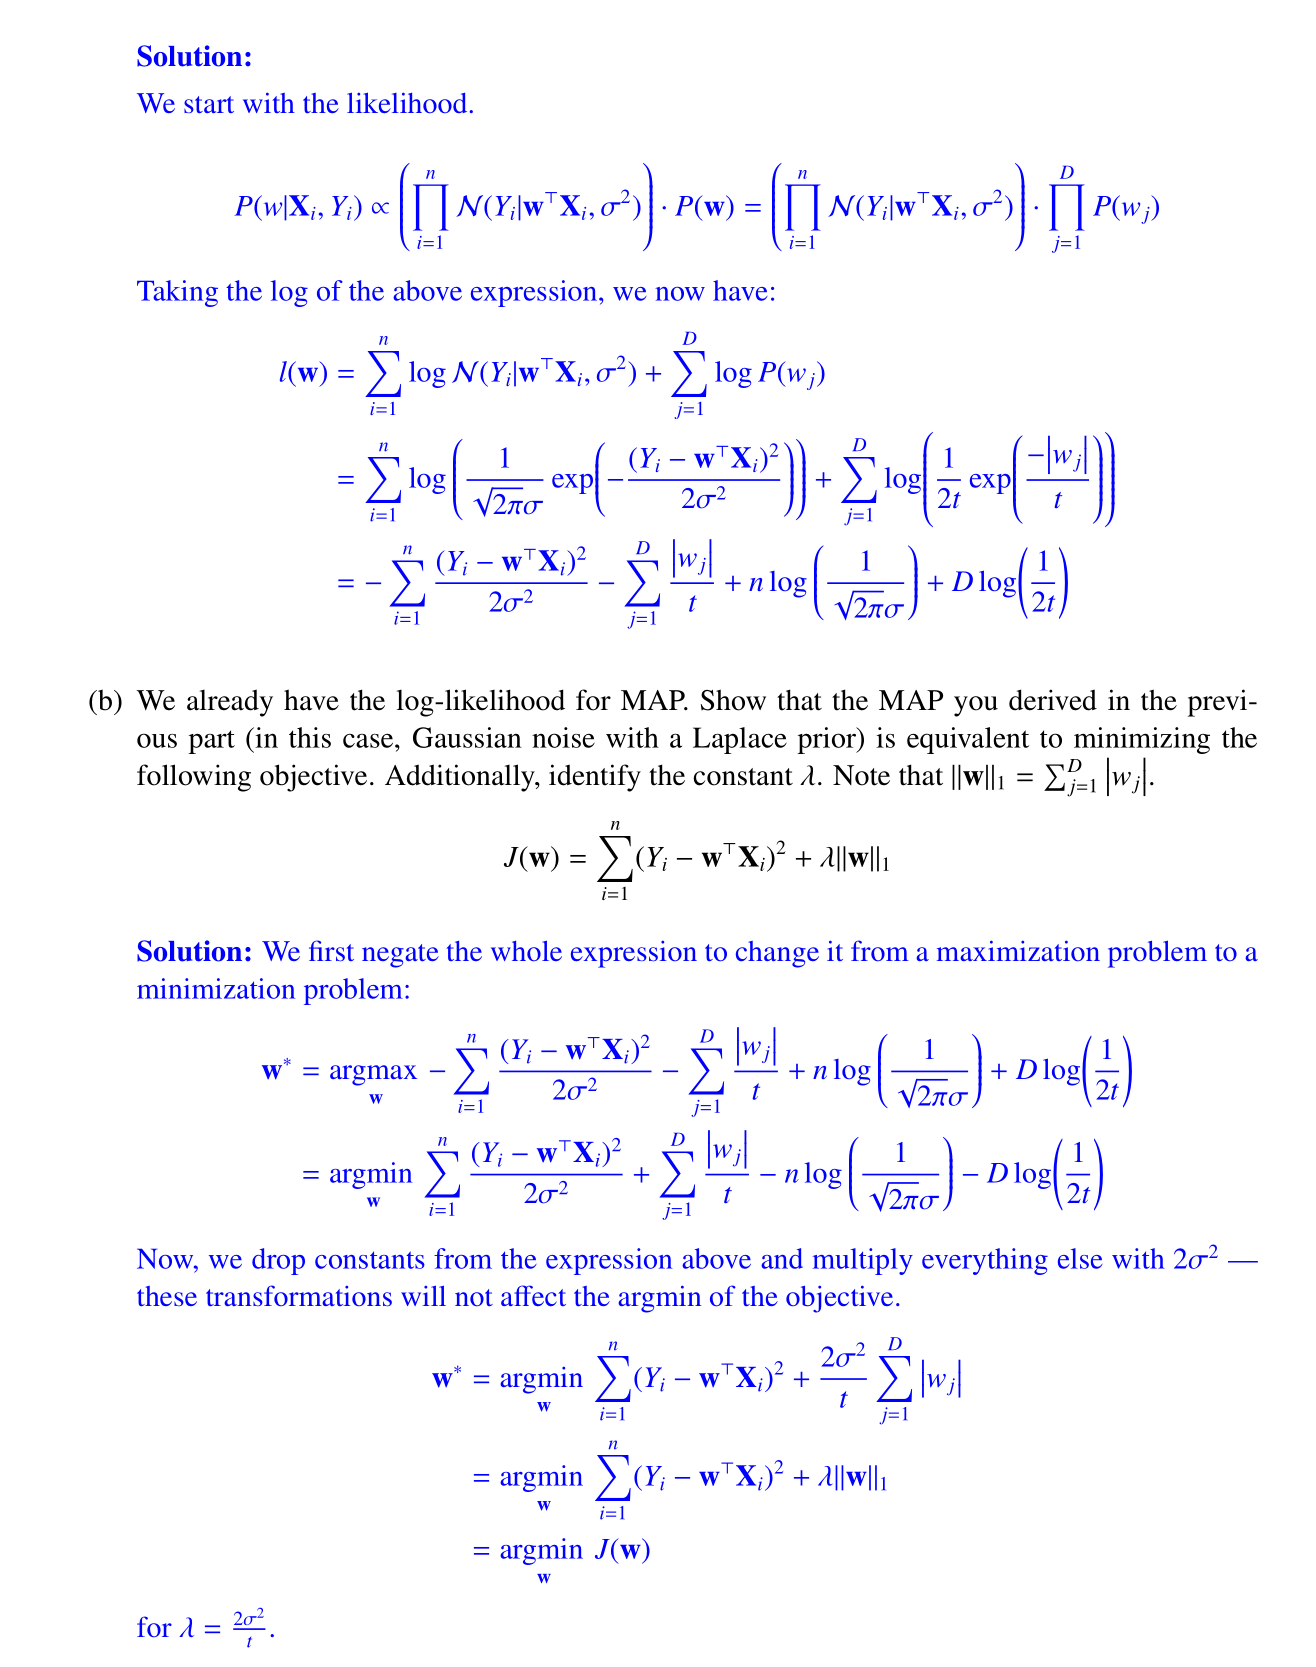 Solution:
We start with the likelihood.
$$P(w|\mathbf{X}_i, Y_i) \propto \left(\prod_{i=1}^{n} \mathcal{N}(Y_i|\mathbf{w}^\top\mathbf{X}_i, \sigma^2)\right) \cdot P(\mathbf{w}) = \left(\prod_{i=1}^{n} \mathcal{N}(Y_i|\mathbf{w}^\top\mathbf{X}_i, \sigma^2)\right) \cdot \prod_{j=1}^{D} P(w_j)$$
Taking the log of the above expression, we now have:
$$l(\mathbf{w}) = \sum_{i=1}^{n} \log \mathcal{N}(Y_i|\mathbf{w}^\top\mathbf{X}_i, \sigma^2) + \sum_{j=1}^{D} \log P(w_j)$$
$$= \sum_{i=1}^{n} \log\left(\frac{1}{\sqrt{2\pi}\sigma} \exp\left(-\frac{(Y_i - \mathbf{w}^\top\mathbf{X}_i)^2}{2\sigma^2}\right)\right) + \sum_{j=1}^{D} \log\left(\frac{1}{2t} \exp\left(\frac{-|w_j|}{t}\right)\right)$$
$$= -\sum_{i=1}^{n} \frac{(Y_i - \mathbf{w}^\top\mathbf{X}_i)^2}{2\sigma^2} - \sum_{j=1}^{D} \frac{|w_j|}{t} + n \log\left(\frac{1}{\sqrt{2\pi}\sigma}\right) + D \log\left(\frac{1}{2t}\right)$$
(b) We already have the log-likelihood for MAP. Show that the MAP you derived in the previ-
ous part (in this case, Gaussian noise with a Laplace prior) is equivalent to minimizing the
following objective. Additionally, identify the constant $\lambda$. Note that $\|\mathbf{w}\|_1 = \sum_{j=1}^{D} |w_j|$.
$$J(\mathbf{w}) = \sum_{i=1}^{n} (Y_i - \mathbf{w}^\top\mathbf{X}_i)^2 + \lambda\|\mathbf{w}\|_1$$
Solution: We first negate the whole expression to change it from a maximization problem to a
minimization problem:
$$\mathbf{w}^* = \underset{\mathbf{w}}{\operatorname{argmax}} -\sum_{i=1}^{n} \frac{(Y_i - \mathbf{w}^\top\mathbf{X}_i)^2}{2\sigma^2} - \sum_{j=1}^{D} \frac{|w_j|}{t} + n \log\left(\frac{1}{\sqrt{2\pi}\sigma}\right) + D \log\left(\frac{1}{2t}\right)$$
$$= \underset{\mathbf{w}}{\operatorname{argmin}} \sum_{i=1}^{n} \frac{(Y_i - \mathbf{w}^\top\mathbf{X}_i)^2}{2\sigma^2} + \sum_{j=1}^{D} \frac{|w_j|}{t} - n \log\left(\frac{1}{\sqrt{2\pi}\sigma}\right) - D \log\left(\frac{1}{2t}\right)$$
Now, we drop constants from the expression above and multiply everything else with $2\sigma^2$ —
these transformations will not affect the argmin of the objective.
$$\mathbf{w}^* = \underset{\mathbf{w}}{\operatorname{argmin}} \sum_{i=1}^{n} (Y_i - \mathbf{w}^\top\mathbf{X}_i)^2 + \frac{2\sigma^2}{t} \sum_{j=1}^{D} |w_j|$$
$$= \underset{\mathbf{w}}{\operatorname{argmin}} \sum_{i=1}^{n} (Y_i - \mathbf{w}^\top\mathbf{X}_i)^2 + \lambda\|\mathbf{w}\|_1$$
$$= \underset{\mathbf{w}}{\operatorname{argmin}} J(\mathbf{w})$$
for $\lambda = \frac{2\sigma^2}{t}$.